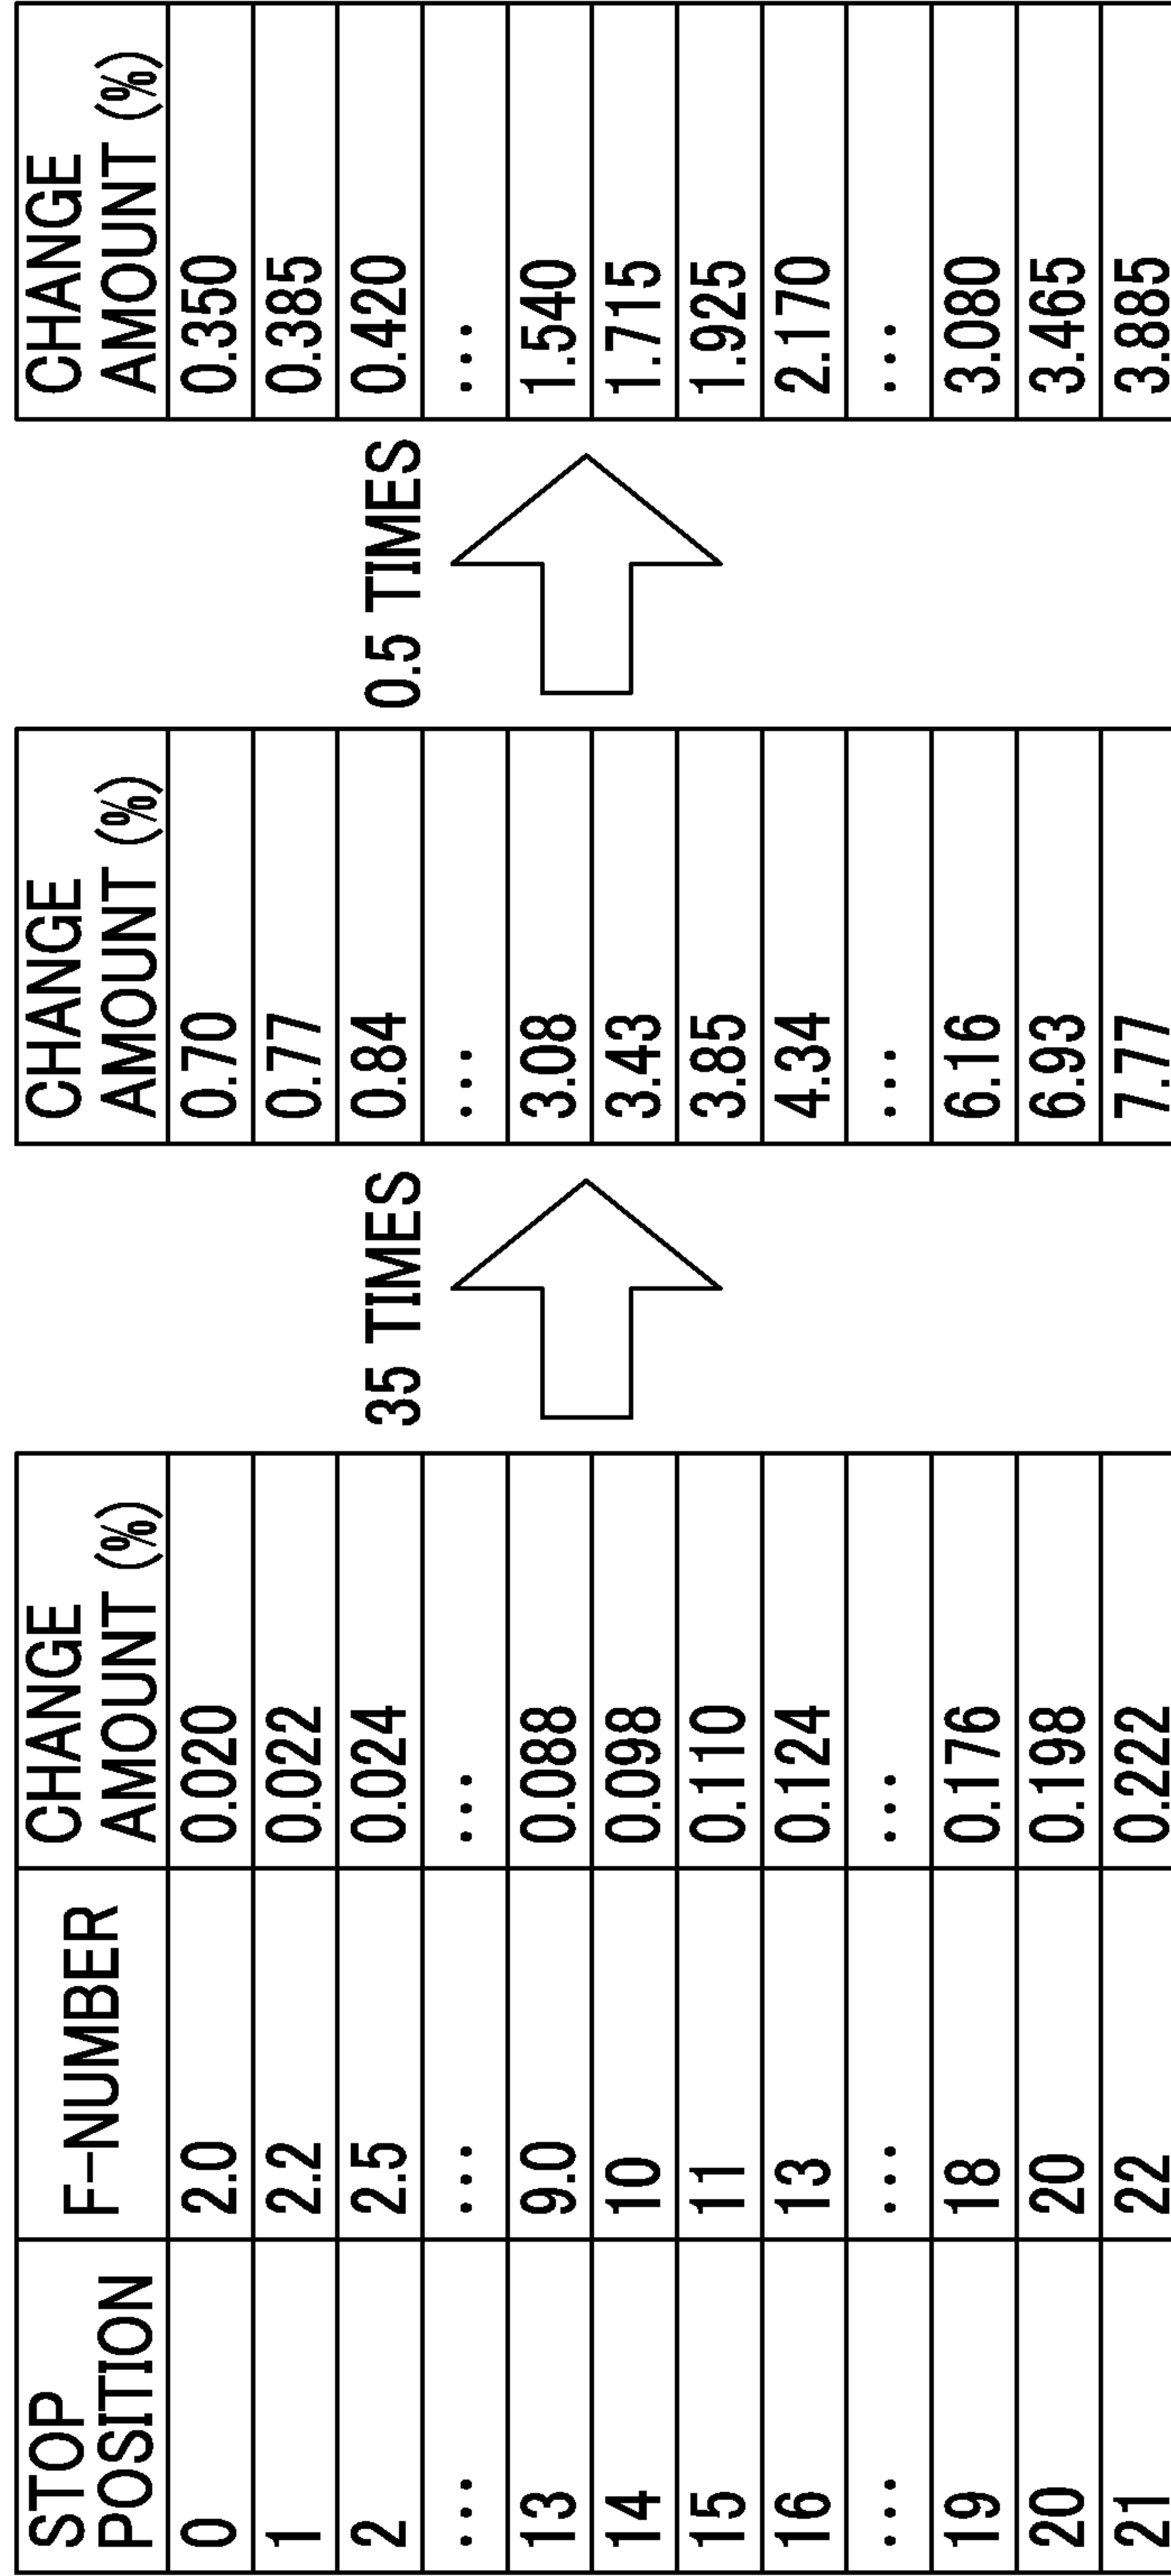 STOP POSITION F-NUMBER CHANGE AMOUNT (%)
0 2.0 0.020
1 2.2 0.022
2 2.5 0.024
... ... ...
13 9.0 0.088
14 10 0.098
15 11 0.110
16 13 0.124
... ... ...
19 18 0.176
20 20 0.198
21 22 0.222
35 TIMES
CHANGE AMOUNT (%)
0.70
0.77
0.84
...
3.08
3.43
3.85
4.34
...
6.16
6.93
7.77
0.5 TIMES
CHANGE AMOUNT (%)
0.350
0.385
0.420
...
1.540
1.715
1.925
2.170
...
3.080
3.465
3.885